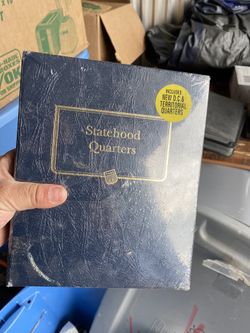 INCLUDES
NEW D.C. &
TERRITORIAL
QUARTERS
Statehood
Quarters